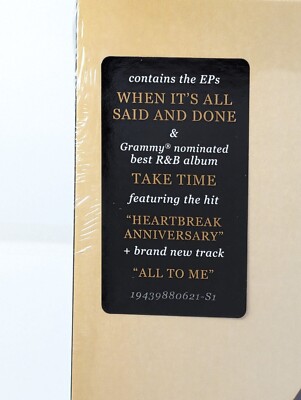 contains the EPs
WHEN IT'S ALL
SAID AND DONE
&
Grammy® nominated
best R&B album
TAKE TIME
featuring the hit
“HEARTBREAK
ANNIVERSARY”
+ brand new track
“ALL TO ME”
19439880621-S1